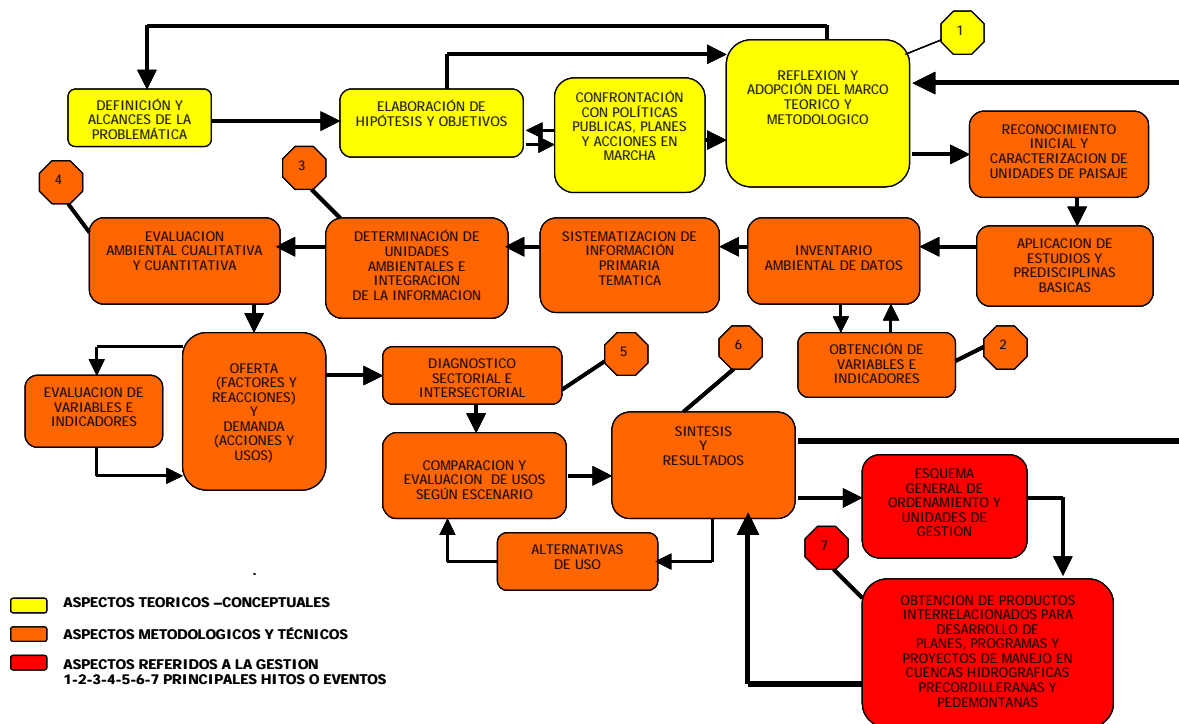 1
REFLEXION Y
ADOPCIÓN DEL MARCO
TEORICO Y
METODOLOGICO
DEFINICIÓN Y
ALCANCES DE LA
PROBLEMÁTICA
ELABORACIÓN DE
HIPÓTESIS Y OBJETIVOS
CONFRONTACIÓN
CON POLÍTICAS
PUBLICAS, PLANES
Y ACCIONES EN
MARCHA
RECONOCIMIENTO
INICIAL Y
CARACTERIZACION DE
UNIDADES DE PAISAJE
4
3
EVALUACION
AMBIENTAL CUALITATIVA
Y CUANTITATIVA
DETERMINACIÓN DE
UNIDADES
AMBIENTALES E
INTEGRACION
DE LA INFORMACION
SISTEMATIZACION DE
INFORMACIÓN
PRIMARIA
TEMATICA
INVENTARIO
AMBIENTAL DE DATOS
APLICACION DE
ESTUDIOS Y
PREDISCIPLINAS
BASICAS
OBTENCIÓN DE
VARIABLES E
INDICADORES
2
EVALUACION DE
VARIABLES E
INDICADORES
OFERTA
(FACTORES Y
REACCIONES)
Y
DEMANDA
(ACCIONES Y
USOS)
DIAGNOSTICO
SECTORIAL E
INTERSECTORIAL
5
6
COMPARACION Y
EVALUACION DE USOS
SEGÚN ESCENARIO
SINTESIS
Y
RESULTADOS
ALTERNATIVAS
DE USO
ESQUEMA
GENERAL DE
ORDENAMIENTO Y
UNIDADES DE
GESTION
7
OBTENCION DE PRODUCTOS
INTERRELACIONADOS PARA
DESARROLLO DE
PLANES, PROGRAMAS Y
PROYECTOS DE MANEJO EN
CUENCAS HIDROGRAFICAS
PRECORDILLERANAS Y
PEDEMONTANAS
.
ASPECTOS TEORICOS –CONCEPTUALES
ASPECTOS METODOLOGICOS Y TÉCNICOS
ASPECTOS REFERIDOS A LA GESTION
1-2-3-4-5-6-7 PRINCIPALES HITOS O EVENTOS